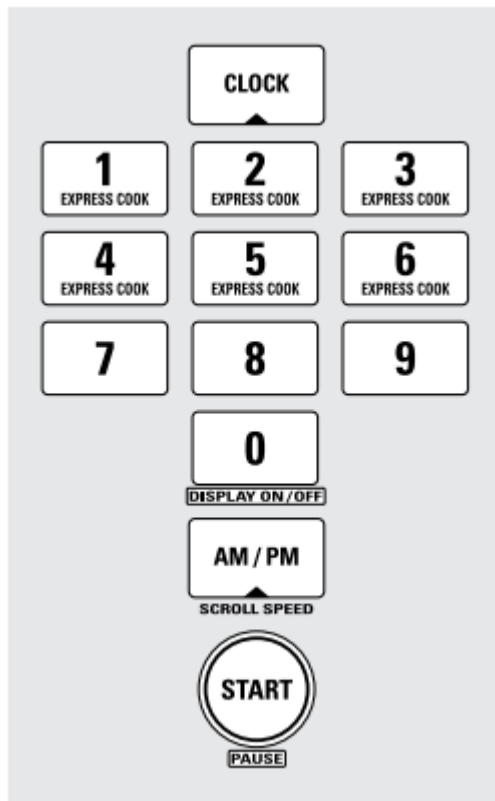 CLOCK
1 2 3
EXPRESS COOK EXPRESS COOK EXPRESS COOK
4 5 6
EXPRESS COOK EXPRESS COOK EXPRESS COOK
7 8 9
0
DISPLAY ON/OFF
AM / PM
SCROLL SPEED
START
PAUSE